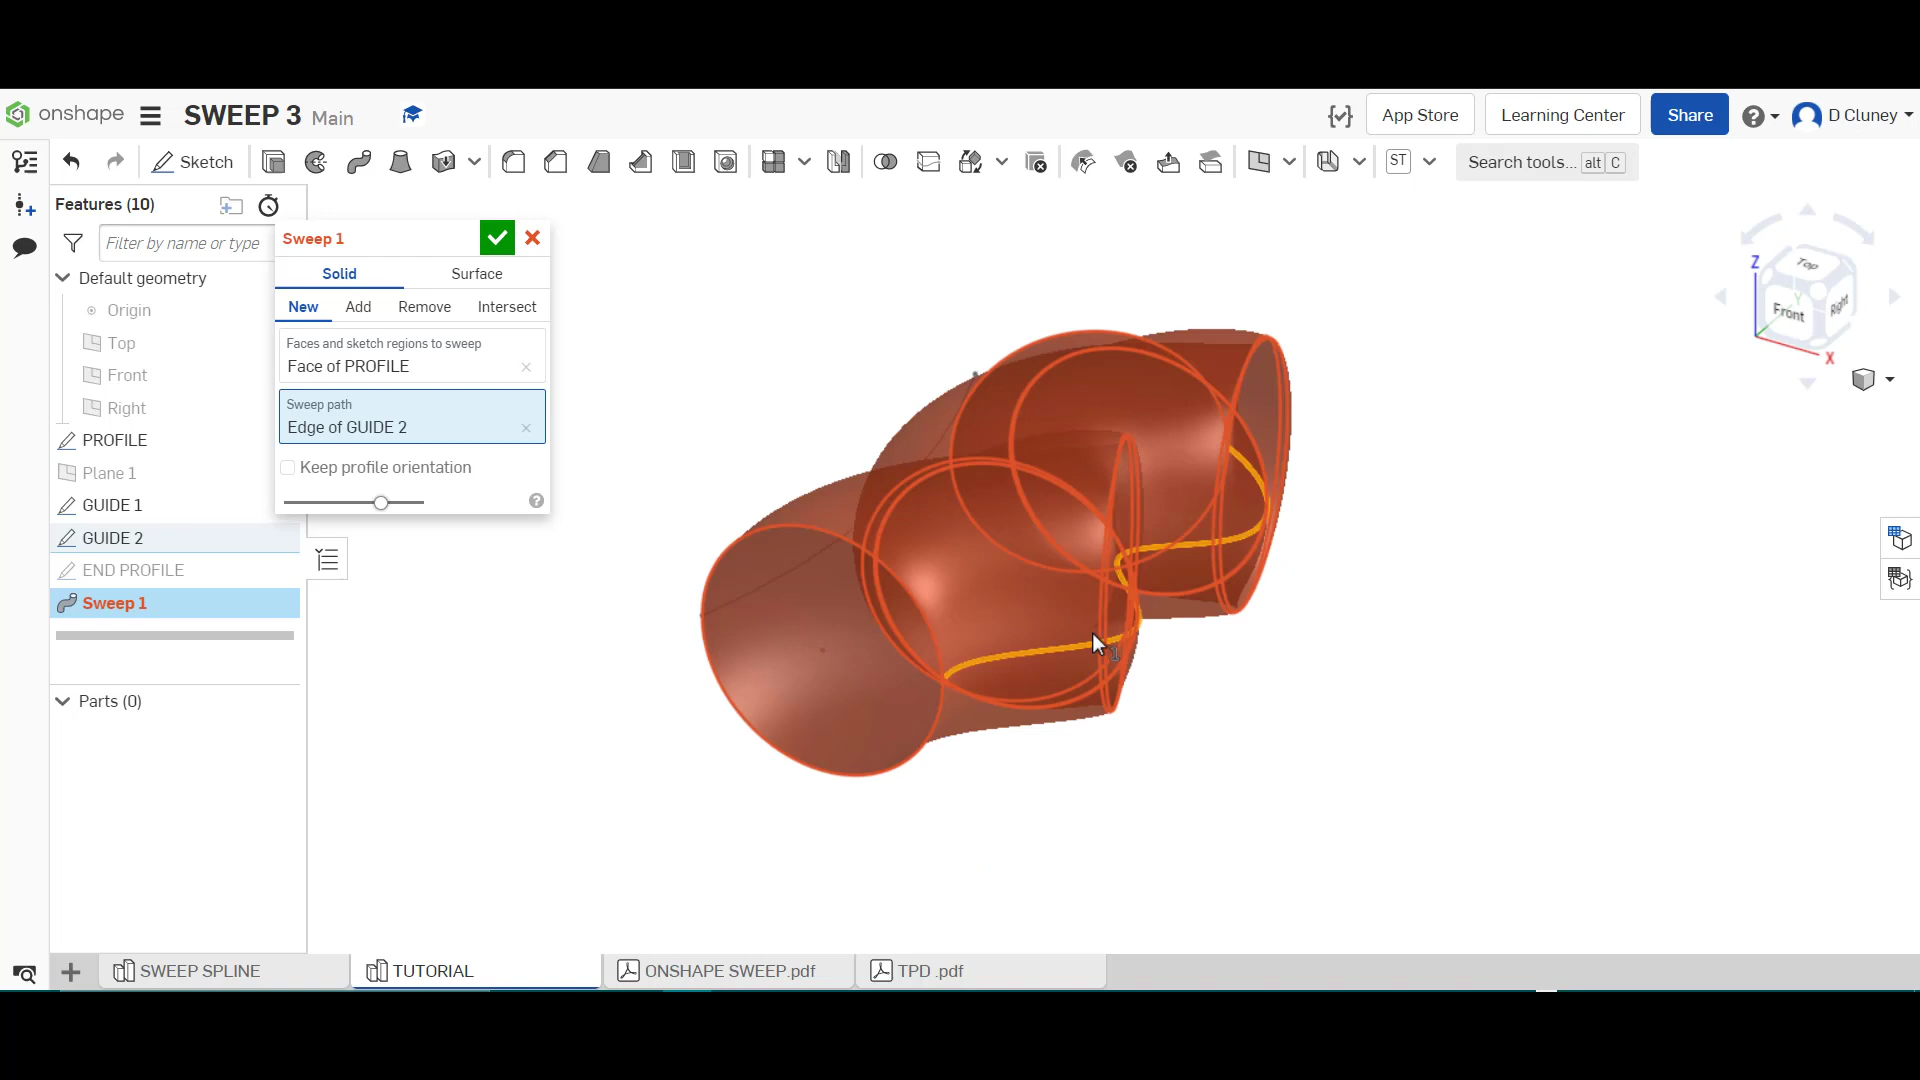 onshape
SWEEP 3 Main
App Store
Learning Center
Share
D Cluney
Sketch
ST
Search tools... alt C
Features (10)
Filter by name or type
Default geometry
Origin
Top
Front
Right
PROFILE
Plane 1
GUIDE 1
GUIDE 2
END PROFILE
Sweep 1
Parts (0)
Sweep 1
Solid
Surface
New
Add
Remove
Intersect
Faces and sketch regions to sweep
Face of PROFILE
Sweep path
Edge of GUIDE 2
Keep profile orientation
1
Z
Top
Y
Front
Right
X
SWEEP SPLINE
TUTORIAL
ONSHAPE SWEEP.pdf
TPD .pdf